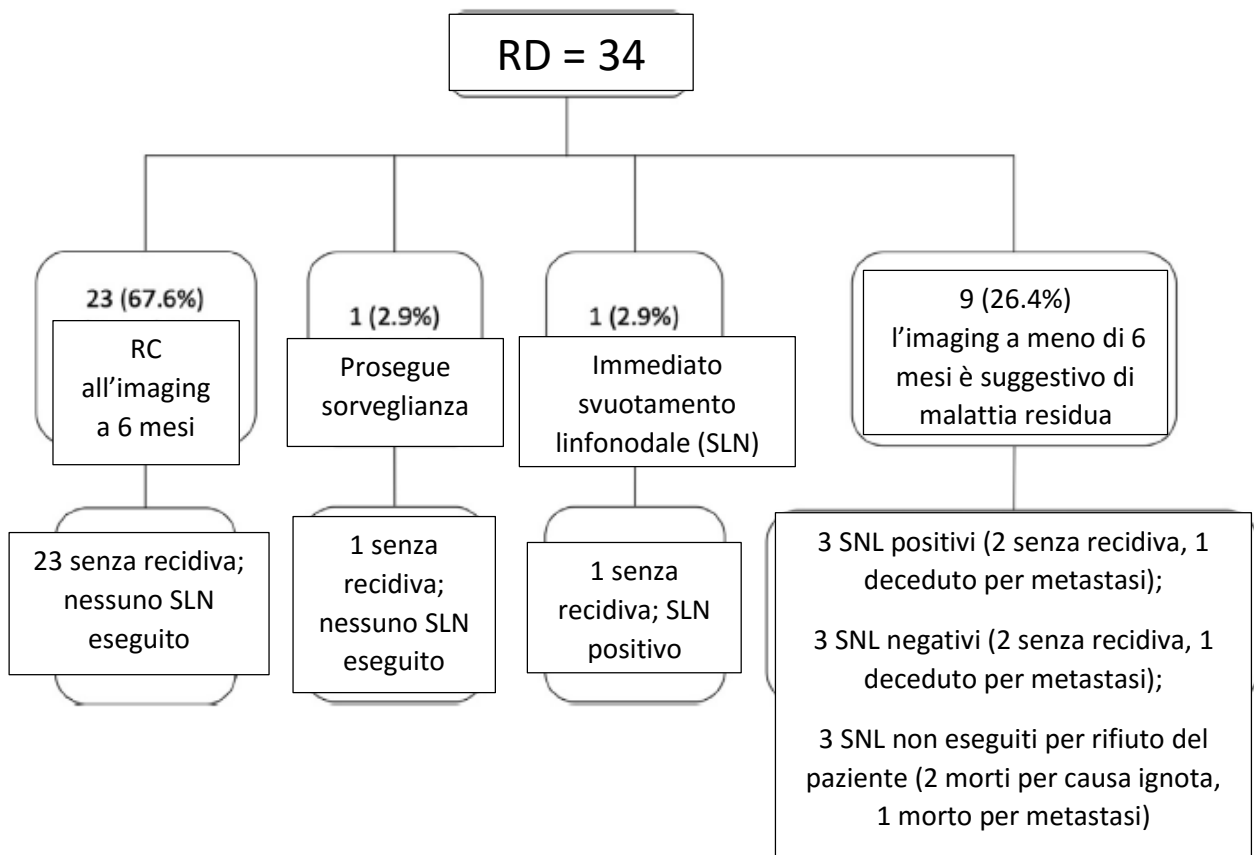 RD = 34
23 (67.6%)
RC
all’imaging
a 6 mesi
1 (2.9%)
Prosegue
sorveglianza
1 (2.9%)
Immediato
svuotamento
linfonodale (SLN)
9 (26.4%)
l’imaging a meno di 6
mesi è suggestivo di
malattia residua
23 senza recidiva;
nessuno SLN
eseguito
1 senza
recidiva;
nessuno SLN
eseguito
1 senza
recidiva; SLN
positivo
3 SNL positivi (2 senza recidiva, 1
deceduto per metastasi);
3 SNL negativi (2 senza recidiva, 1
deceduto per metastasi);
3 SNL non eseguiti per rifiuto del
paziente (2 morti per causa ignota,
1 morto per metastasi)